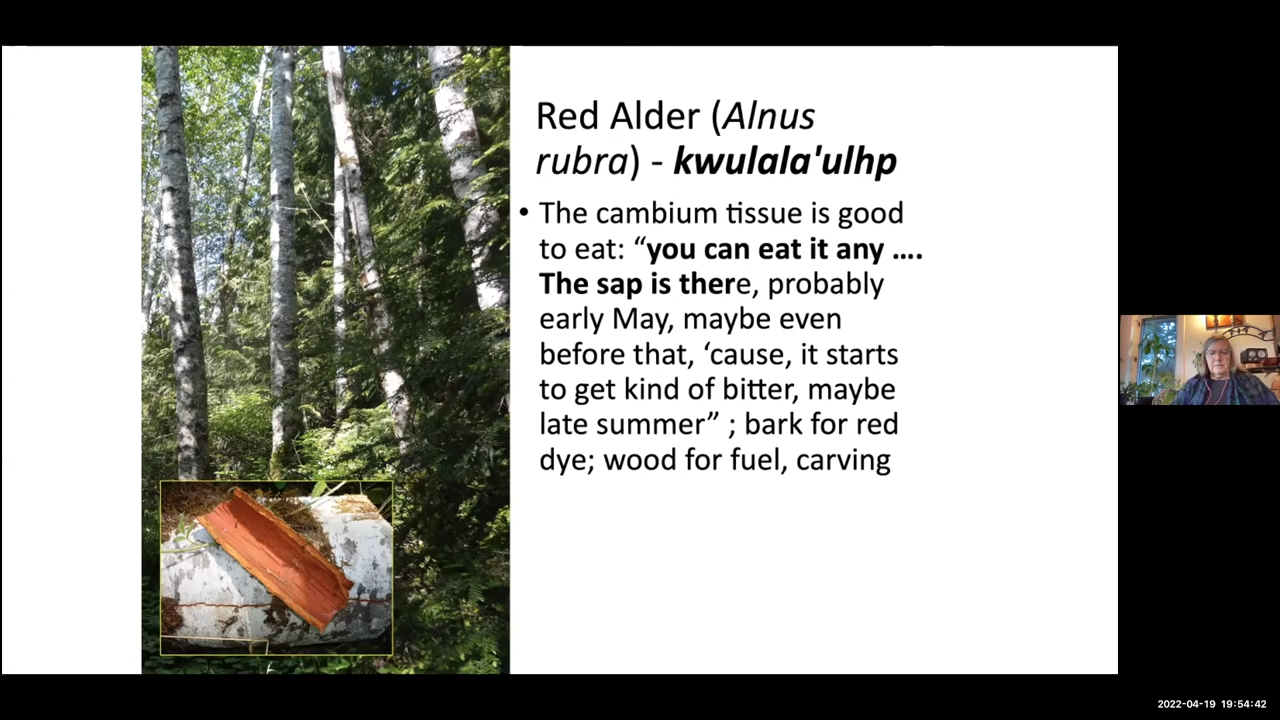 Red Alder (Alnus
rubra) - kwulala'ulhp
• The cambium tissue is good
to eat: “you can eat it any ....
The sap is there, probably
early May, maybe even
before that, ‘cause, it starts
to get kind of bitter, maybe
late summer” ; bark for red
dye; wood for fuel, carving
2022-04-19 19:54:42